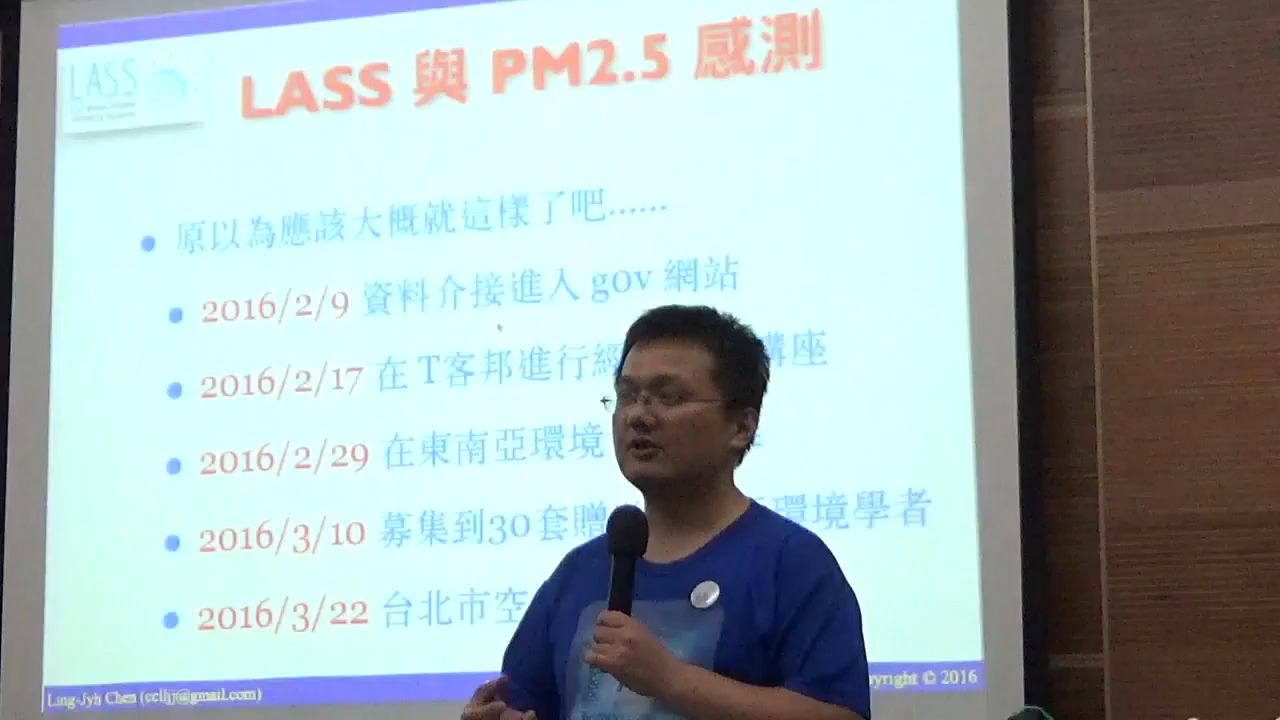 LASS
LASS 與 PM2.5 感測
原以為應該大概就這樣了吧......
2016/2/9 資料介接進入 gov 網站
2016/2/17 在 T客邦進行經 講座
2016/2/29 在東南亞環境
2016/3/10 募集到30套贈 環境學者
2016/3/22 台北市空
Ling-Jyh Chen (cclljj@gmail.com)
yright © 2016